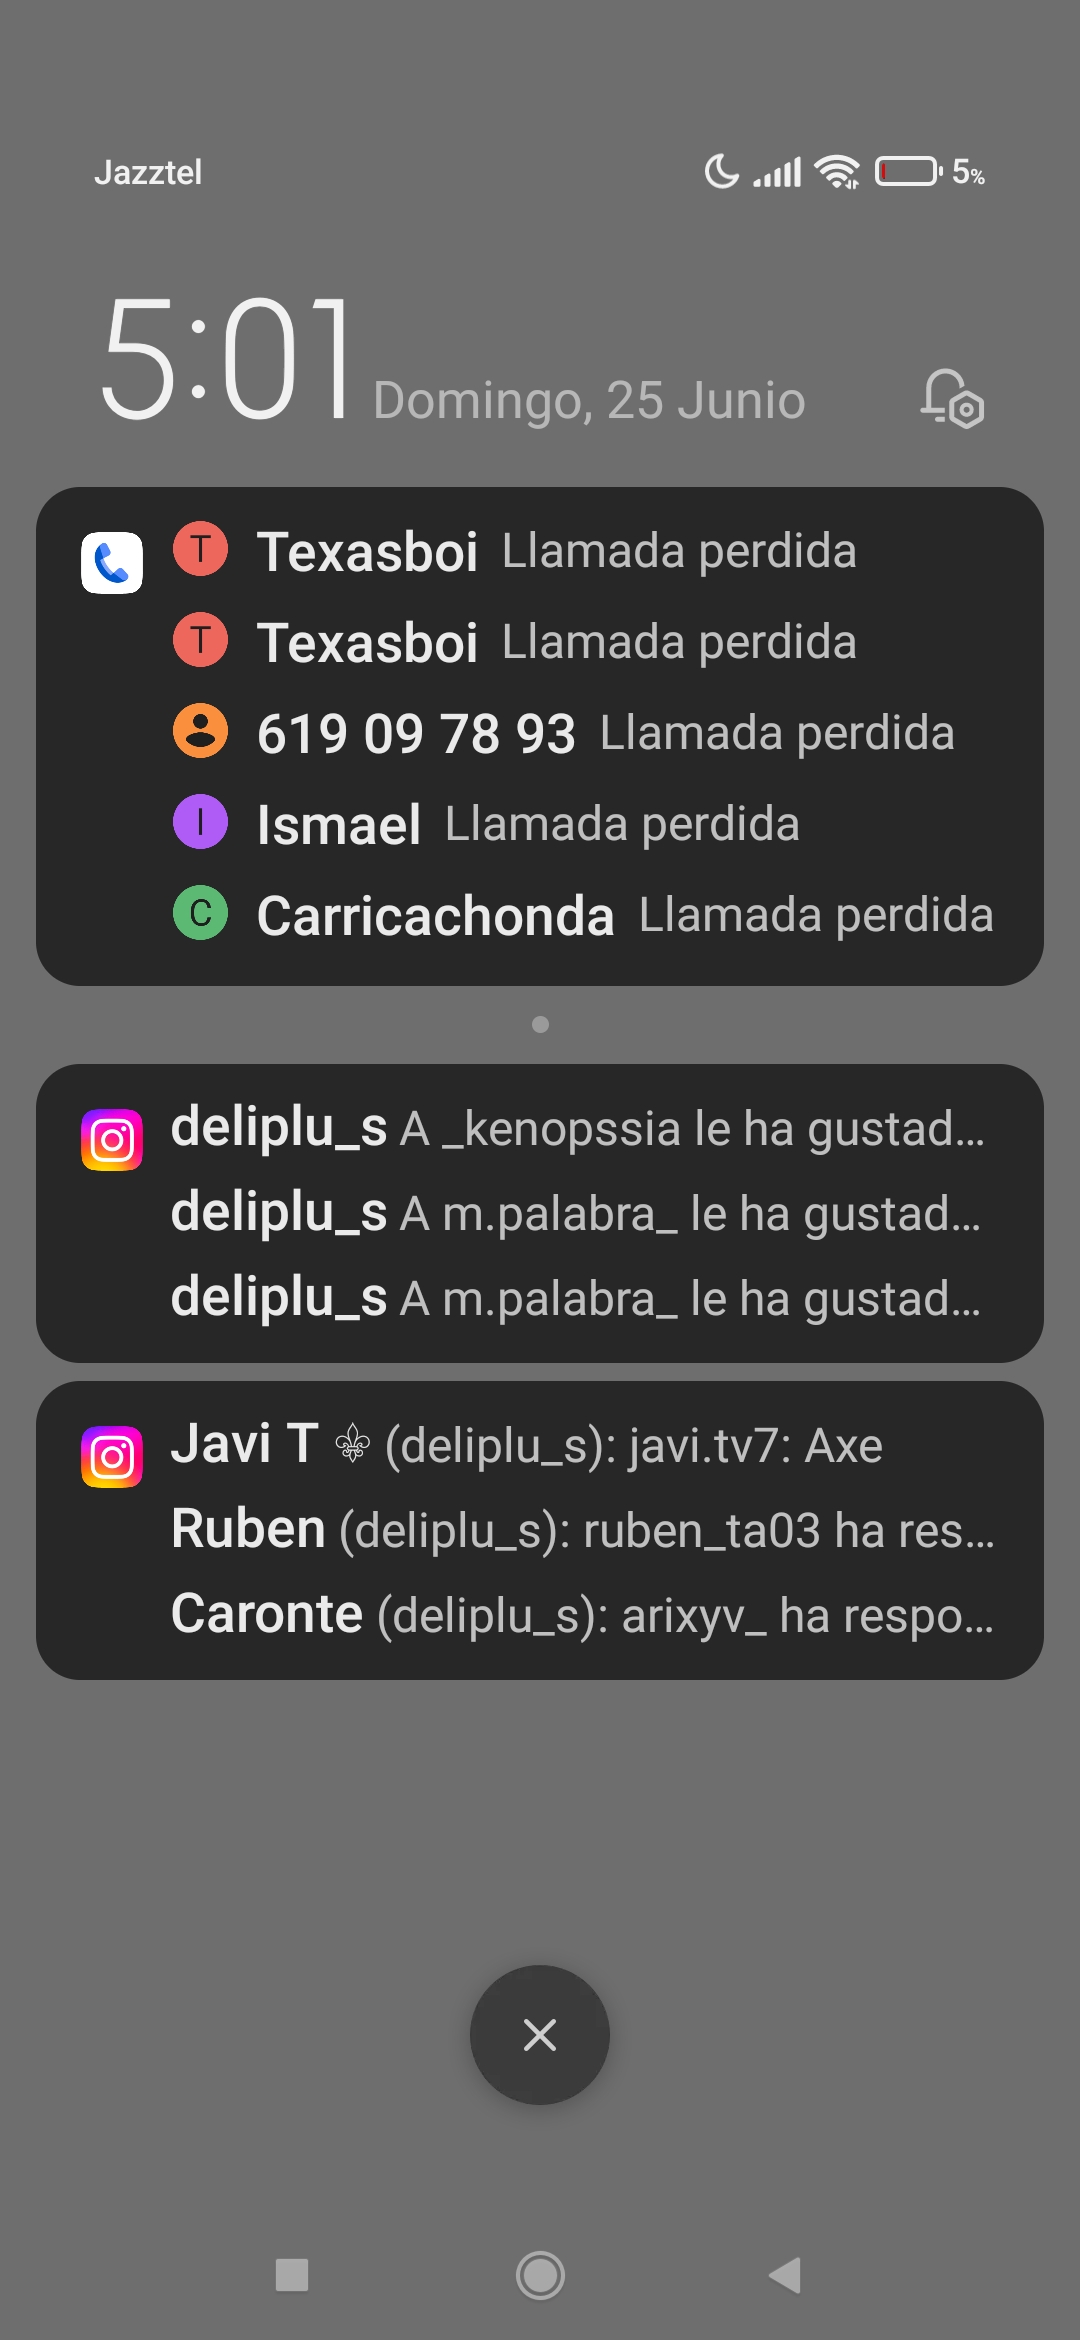 Jazztel 5%
5:01 Domingo, 25 Junio
T Texasboi Llamada perdida
T Texasboi Llamada perdida
619 09 78 93 Llamada perdida
I Ismael Llamada perdida
C Carricachonda Llamada perdida
deliplu_s A _kenopssia le ha gustad...
deliplu_s A m.palabra_ le ha gustad...
deliplu_s A m.palabra_ le ha gustad...
Javi T ⚜ (deliplu_s): javi.tv7: Axe
Ruben (deliplu_s): ruben_ta03 ha res...
Caronte (deliplu_s): arixyv_ ha respo...